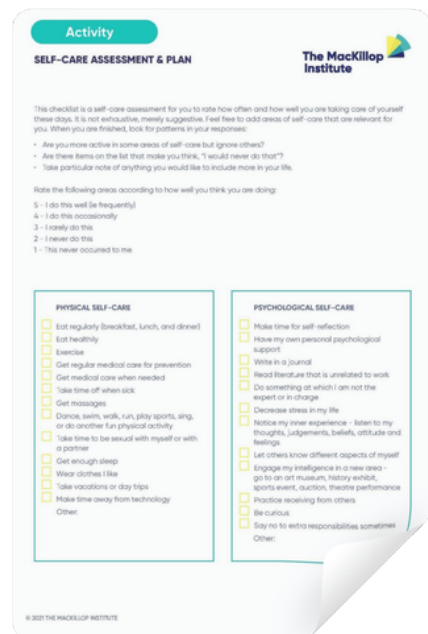 Activity
SELF-CARE ASSESSMENT & PLAN
The MacKillop
Institute
This checklist is a self-care assessment for you to rate how often and how well you are taking care of yourself
these days. It is not exhaustive, merely suggestive. Feel free to add areas of self-care that are relevant for
you. When you are finished, look for patterns in your responses:
• Are you more active in some areas of self-care but ignore others?
• Are there items on the list that make you think, "I would never do that"?
• Take particular note of anything you would like to include more in your life.
Rate the following areas according to how well you think you are doing:
5 - I do this well (ie frequently)
4 - I do this occasionally
3 - I rarely do this
2 - I never do this
1 - This never occurred to me
PHYSICAL SELF-CARE
Eat regularly (breakfast, lunch, and dinner)
Eat healthily
Exercise
Get regular medical care for prevention
Get medical care when needed
Take time off when sick
Get massages
Dance, swim, walk, run, play sports, sing,
or do another fun physical activity
Take time to be sexual with myself or with
a partner
Get enough sleep
Wear clothes I like
Take vacations or day trips
Make time away from technology
Other:
PSYCHOLOGICAL SELF-CARE
Make time for self-reflection
Have my own personal psychological
support
Write in a journal
Read literature that is unrelated to work
Do something at which I am not the
expert or in charge
Decrease stress in my life
Notice my inner experience - listen to my
thoughts, judgements, beliefs, attitude and
feelings
Let others know different aspects of myself
Engage my intelligence in a new area -
go to an art museum, history exhibit,
sports event, auction, theatre performance
Practice receiving from others
Be curious
Say no to extra responsibilities sometimes
Other:
© 2021 THE MACKILLOP INSTITUTE